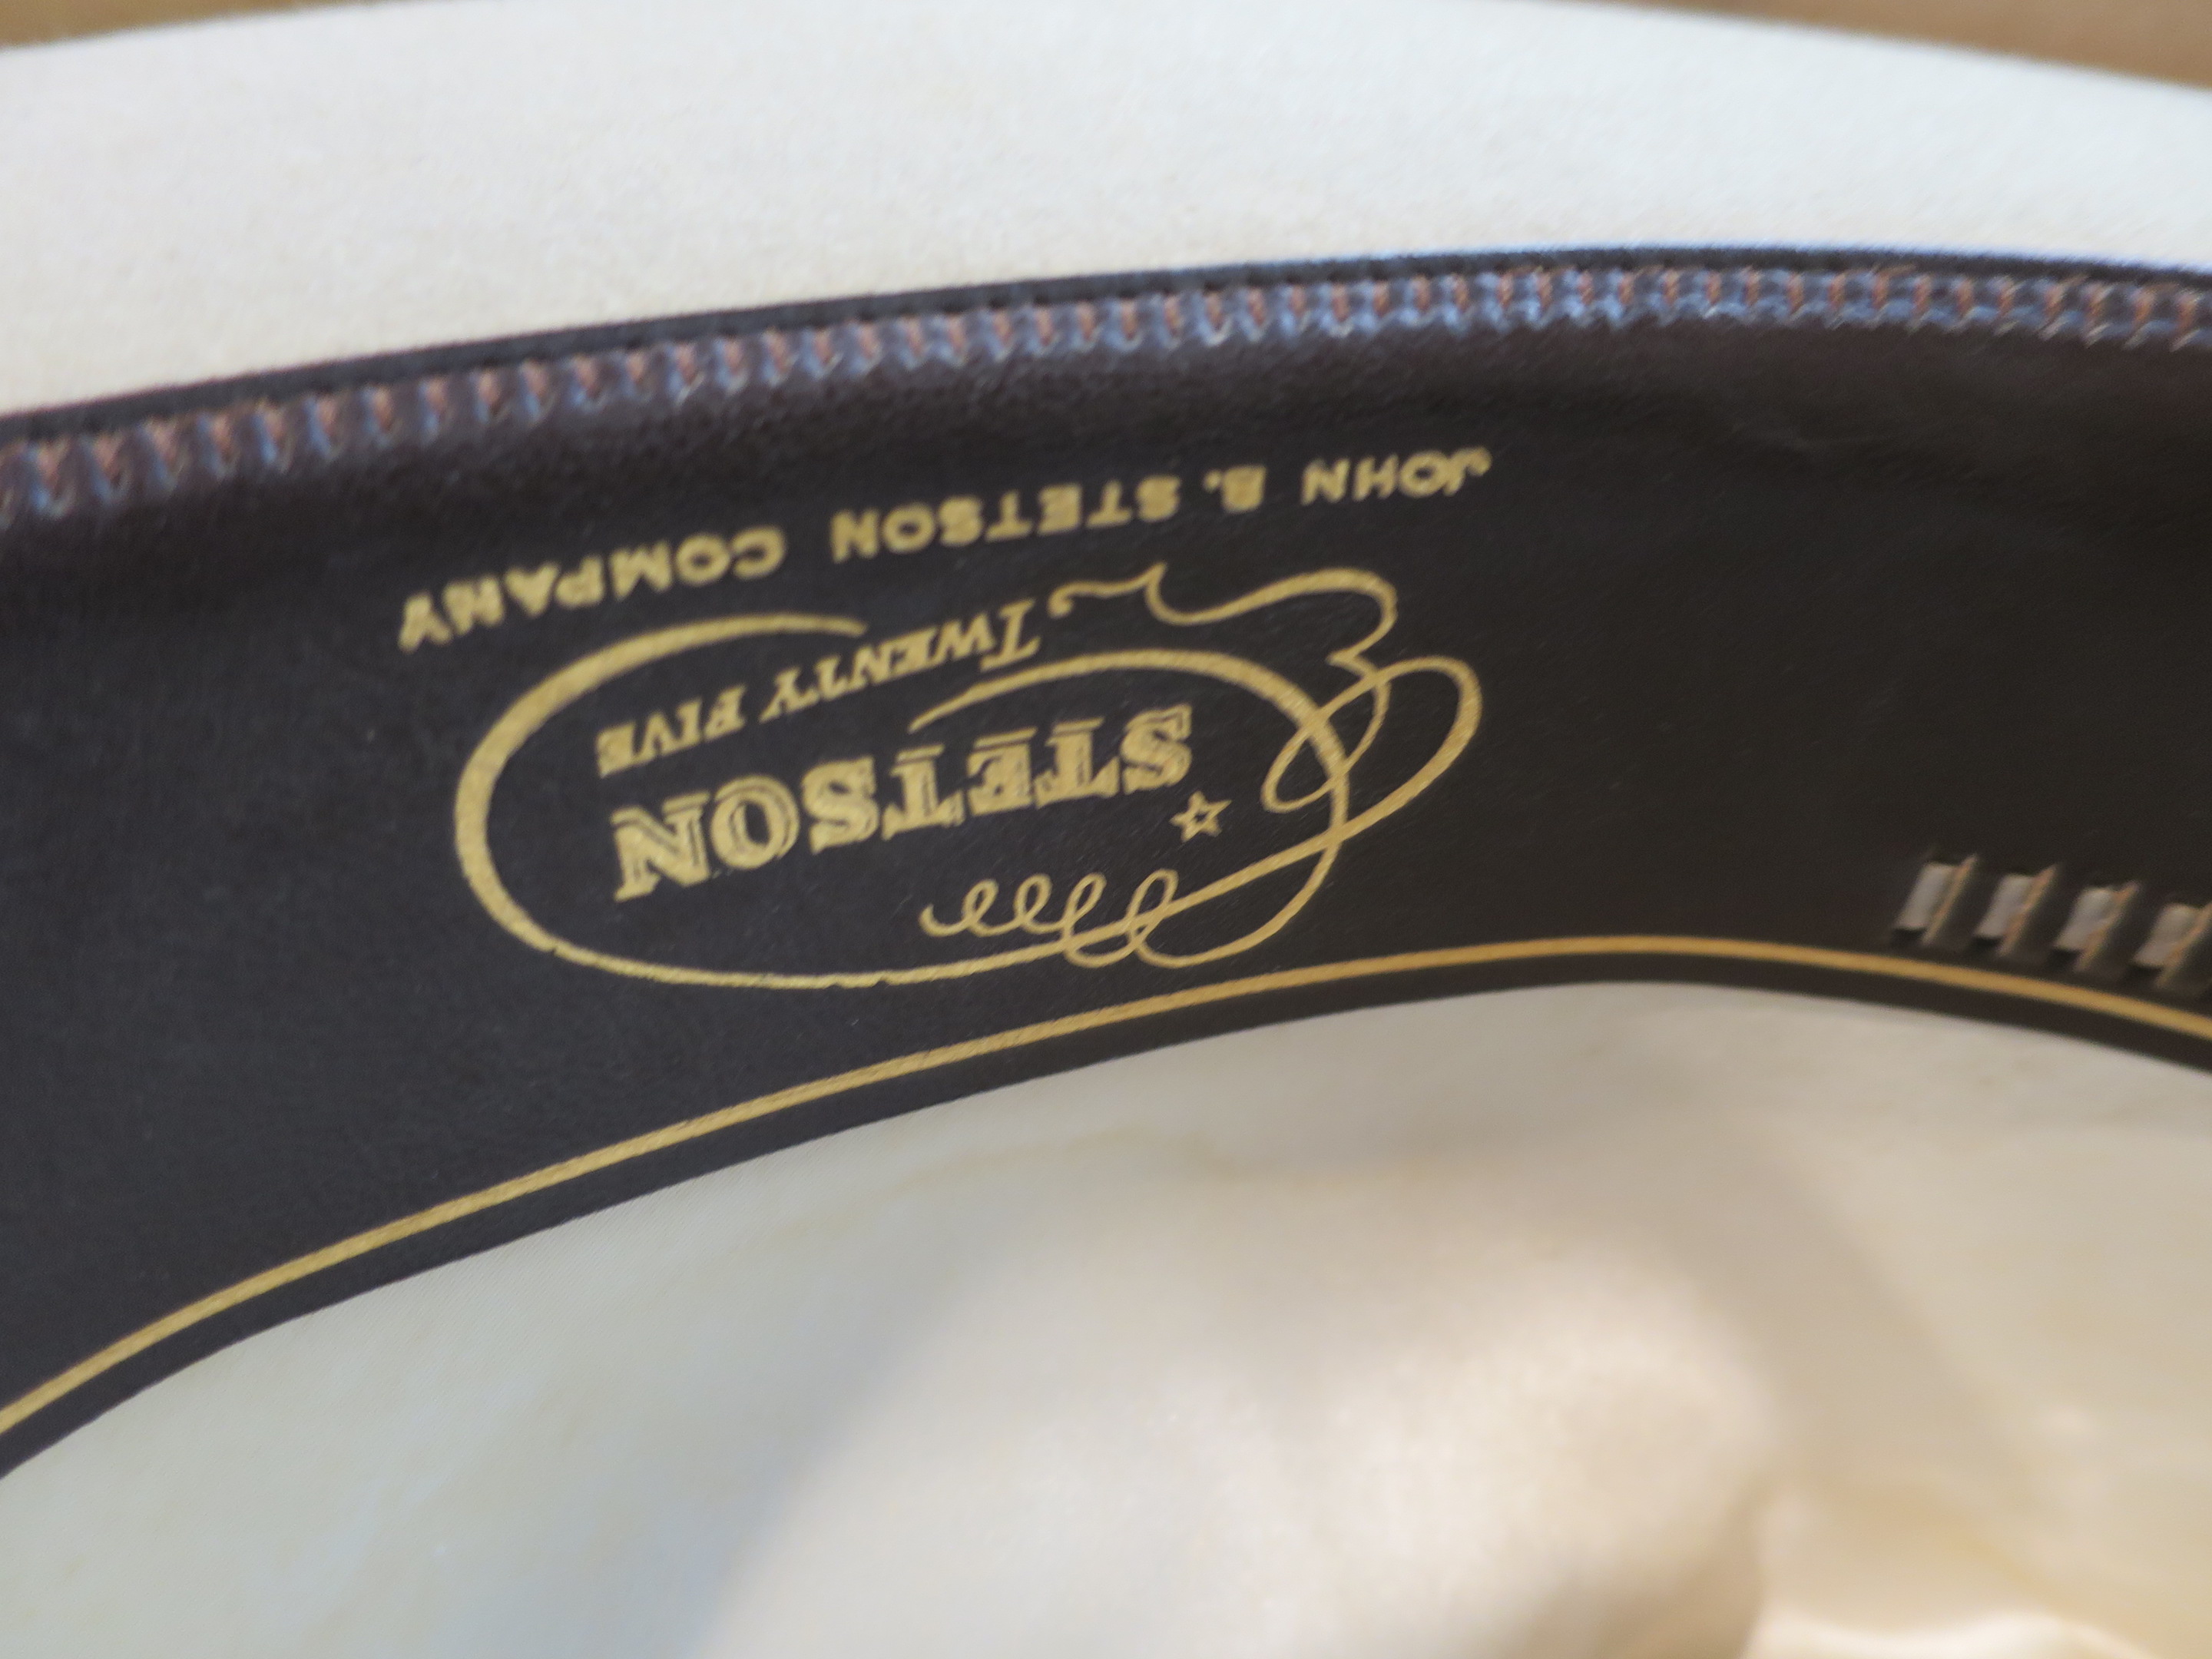 STETSON
TWENTY FIVE
JOHN B. STETSON COMPANY